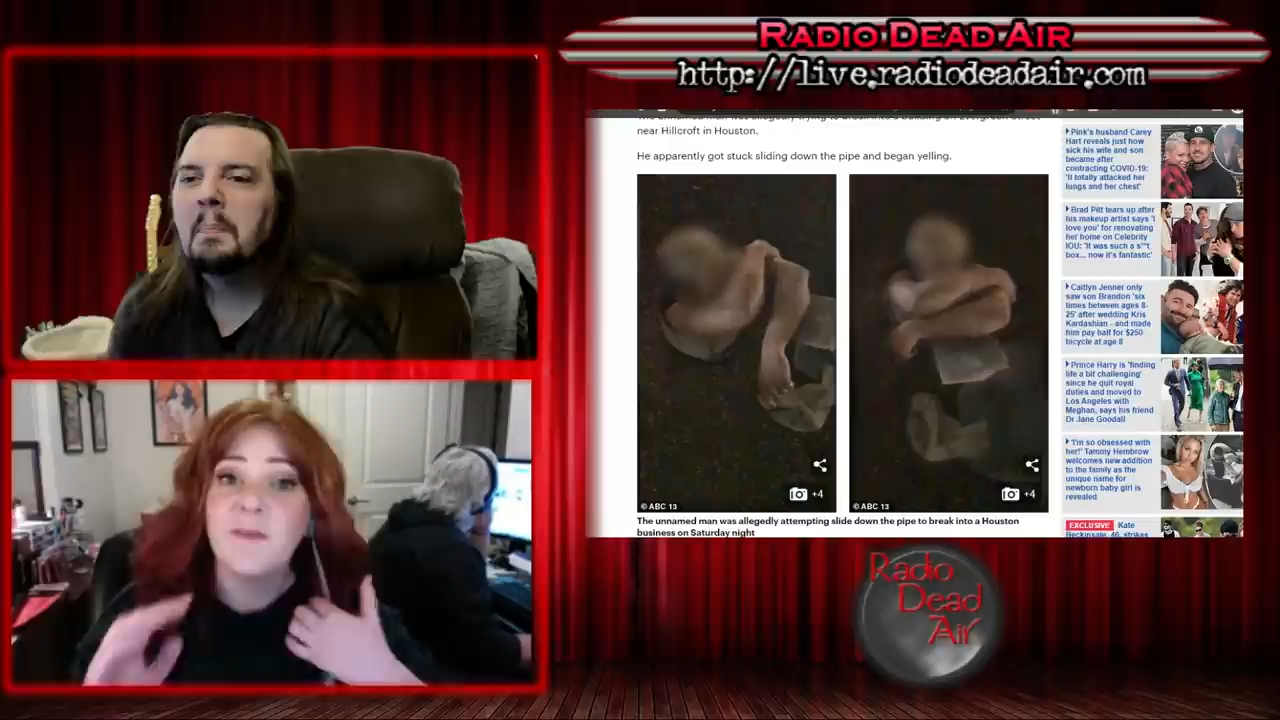 RADIO DEAD AIR
http://live.radiodeadair.com
near Hillcroft in Houston.
He apparently got stuck sliding down the pipe and began yelling.
+4
© ABC 13
+4
© ABC 13
The unnamed man was allegedly attempting slide down the pipe to break into a Houston
business on Saturday night
Pink's husband Carey
Hart reveals just how
sick his wife and son
became after
contracting COVID-19:
'It totally attacked her
lungs and her chest'
Brad Pitt tears up after
his makeup artist says 'I
love you' for renovating
her home on Celebrity
IOU: 'It was such a s**t
box... now it's fantastic'
Caitlyn Jenner only
saw son Brandon 'six
times between ages 8-
25' after wedding Kris
Kardashian - and made
him pay half for $250
bicycle at age 8
Prince Harry is 'finding
life a bit challenging'
since he quit royal
duties and moved to
Los Angeles with
Meghan, says his friend
Dr Jane Goodall
'I'm so obsessed with
her!' Tammy Hembrow
welcomes new addition
to the family as the
unique name for
newborn baby girl is
revealed
EXCLUSIVE Kate
Beckinsale, 46, strikes
Radio
Dead
Air